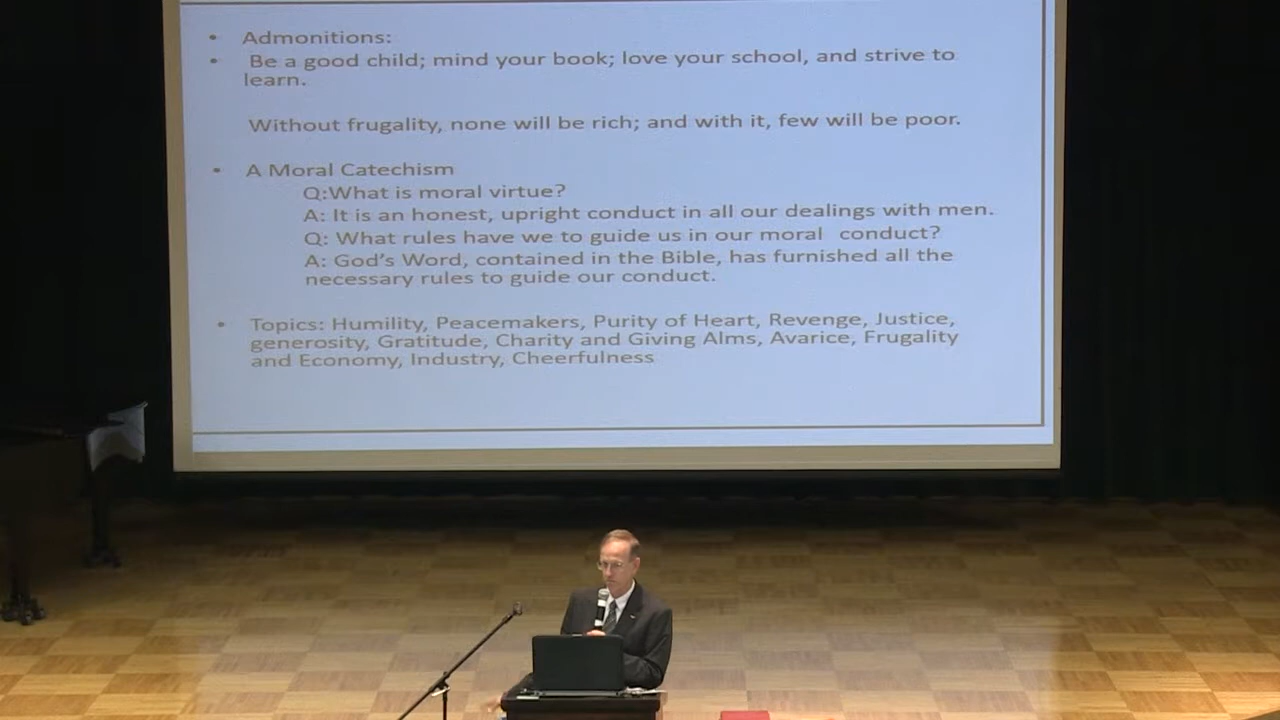 Admonitions:
Be a good child; mind your book; love your school, and strive to
learn.
Without frugality, none will be rich; and with it, few will be poor.
A Moral Catechism
Q:What is moral virtue?
A: It is an honest, upright conduct in all our dealings with men.
Q: What rules have we to guide us in our moral conduct?
A: God's Word, contained in the Bible, has furnished all the
necessary rules to guide our conduct.
Topics: Humility, Peacemakers, Purity of Heart, Revenge, Justice,
generosity, Gratitude, Charity and Giving Alms, Avarice, Frugality
and Economy, Industry, Cheerfulness